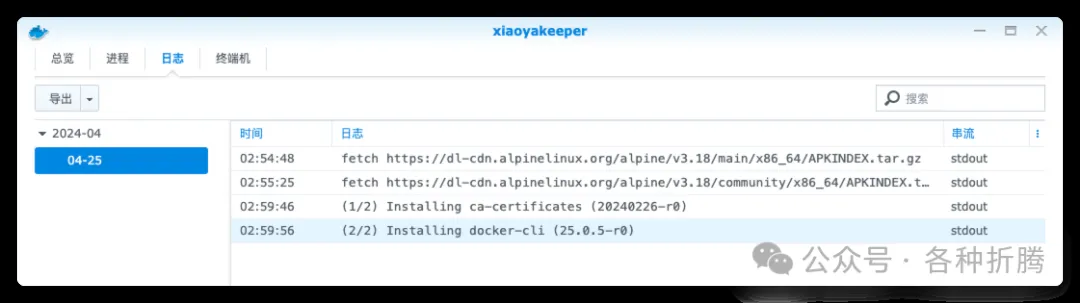 xiaoyakeeper
总览 进程 日志 终端机
导出 搜索
2024-04
04-25
时间 日志 串流
02:54:48 fetch https://dl-cdn.alpinelinux.org/alpine/v3.18/main/x86_64/APKINDEX.tar.gz stdout
02:55:25 fetch https://dl-cdn.alpinelinux.org/alpine/v3.18/community/x86_64/APKINDEX.t… stdout
02:59:46 (1/2) Installing ca-certificates (20240226-r0) stdout
02:59:56 (2/2) Installing docker-cli (25.0.5-r0) stdout
公众号 · 各种折腾